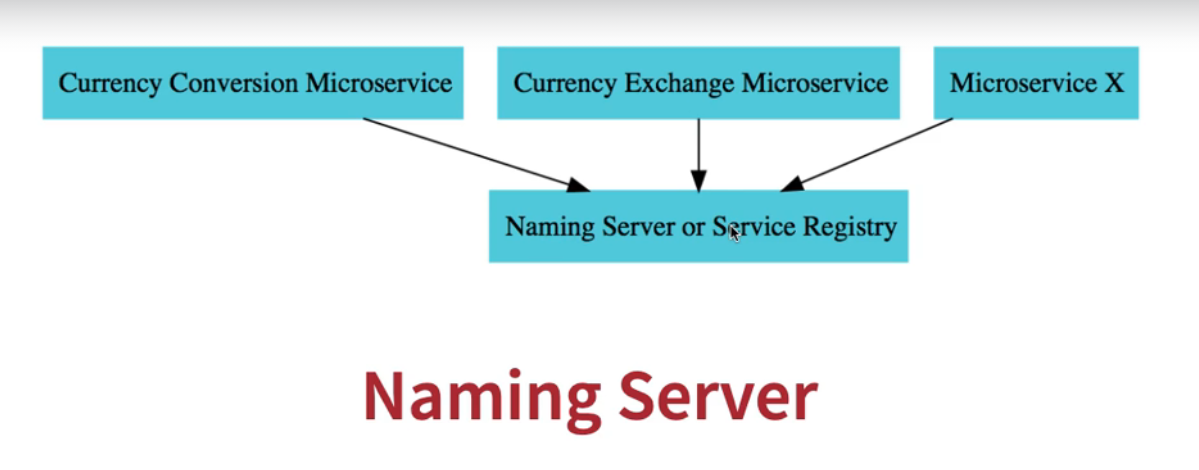 Currency Conversion Microservice
Currency Exchange Microservice
Microservice X
Naming Server or Service Registry
Naming Server